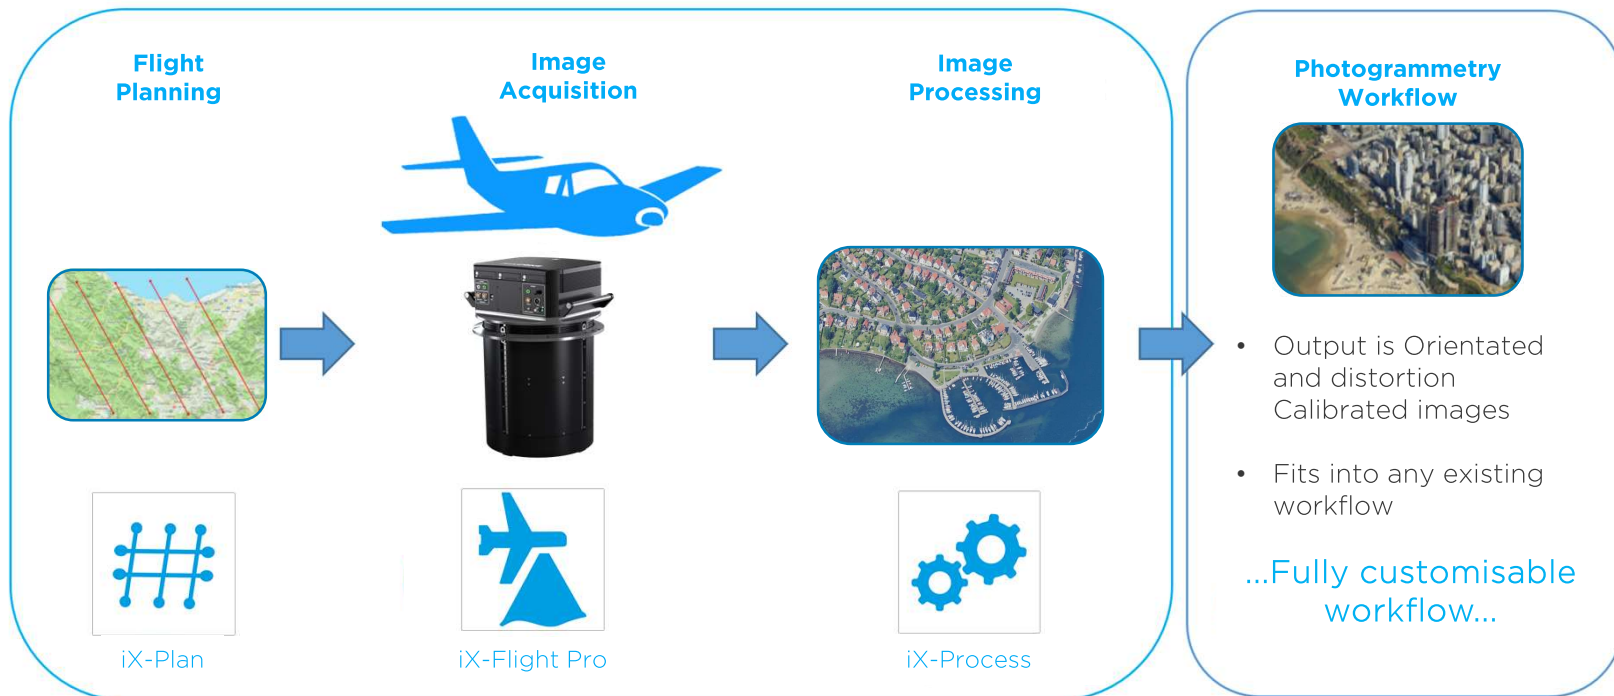 Flight
Planning
Image
Acquisition
Image
Processing
iX-Plan
iX-Flight Pro
iX-Process
Photogrammetry
Workflow
• Output is Orientated
and distortion
Calibrated images
• Fits into any existing
workflow
...Fully customisable
workflow...